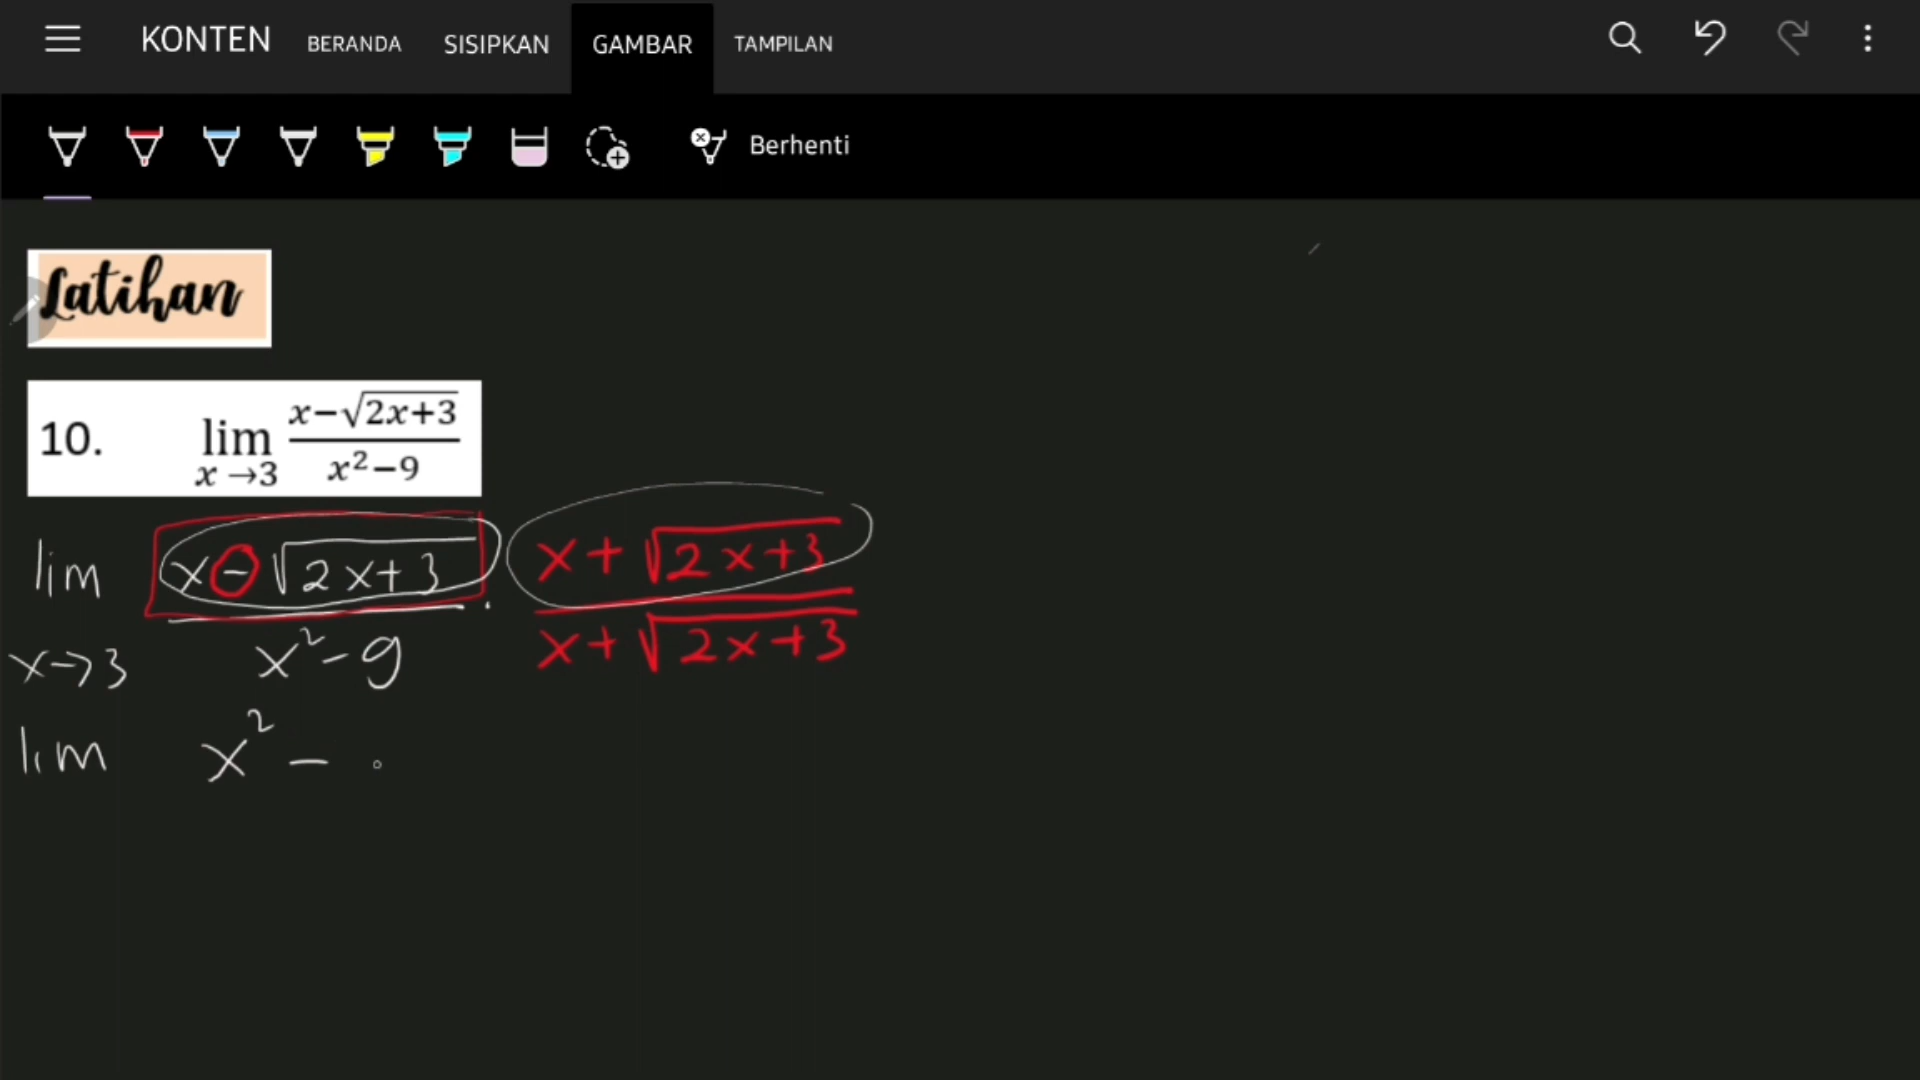 KONTEN BERANDA SISIPKAN GAMBAR TAMPILAN
Berhenti
Latihan
10. lim x→3 x−√2x+3 / x²−9
lim x→3 x − √2x+3 / x² − 9 . x + √2x+3 / x + √2x+3
lim x² −